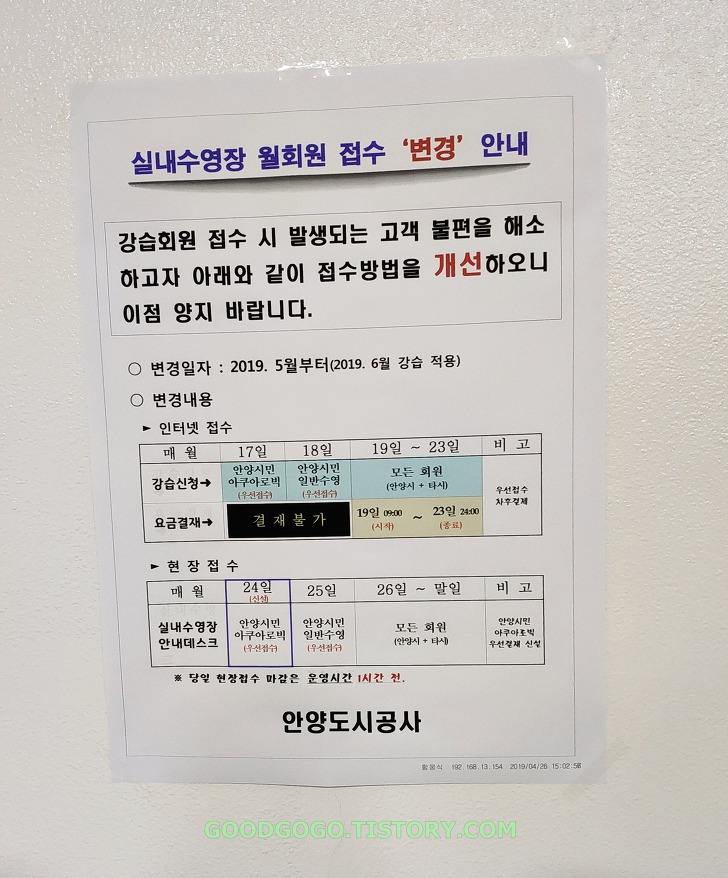 실내수영장 월회원 접수 '변경' 안내
강습회원 접수 시 발생되는 고객 불편을 해소
하고자 아래와 같이 접수방법을 개선하오니
이점 양지 바랍니다.
○ 변경일자 : 2019. 5월부터(2019. 6월 강습 적용)
○ 변경내용
► 인터넷 접수
매 월 17일 18일 19일 ~ 23일 비 고
강습신청➔ 안양시민 아쿠아로빅 (우선접수) 안양시민 일반수영 (우선접수) 모든 회원 (안양시 + 타시) 우선접수 차후결제
요금결재➔ 결 재 불 가 19일 09:00 (시작) ~ 23일 24:00 (종료)
► 현 장 접 수
매 월 24일 (신설) 25일 26일 ~ 말일 비 고
실내수영장 안내데스크 안양시민 아쿠아로빅 (우선접수) 안양시민 일반수영 (우선접수) 모든 회원 (안양시 + 타시) 안양시민 아쿠아로빅 우선결제 신설
※ 당일 현장접수 마감은 운영시간 1시간 전.
안양도시공사
192.168.13.154 2019/04/26 15:02:58
GOODGOGO.TISTORY.COM